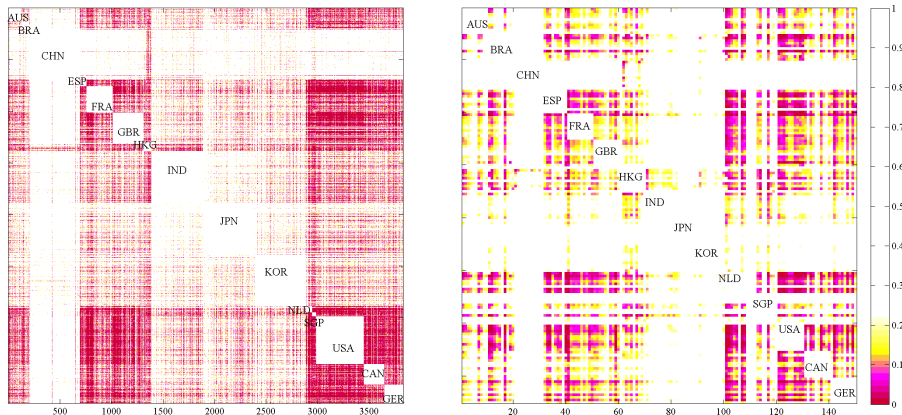 AUS
BRA
CHN
ESP
FRA
GBR
HKG
IND
JPN
KOR
NLD
SGP
USA
CAN
GER
500
1000
1500
2000
2500
3000
3500
AUS
BRA
CHN
ESP
FRA
GBR
HKG
IND
JPN
KOR
NLD
SGP
USA
CAN
GER
20
40
60
80
100
120
140
1
0.9
0.8
0.7
0.6
0.5
0.4
0.3
0.2
0.1
0